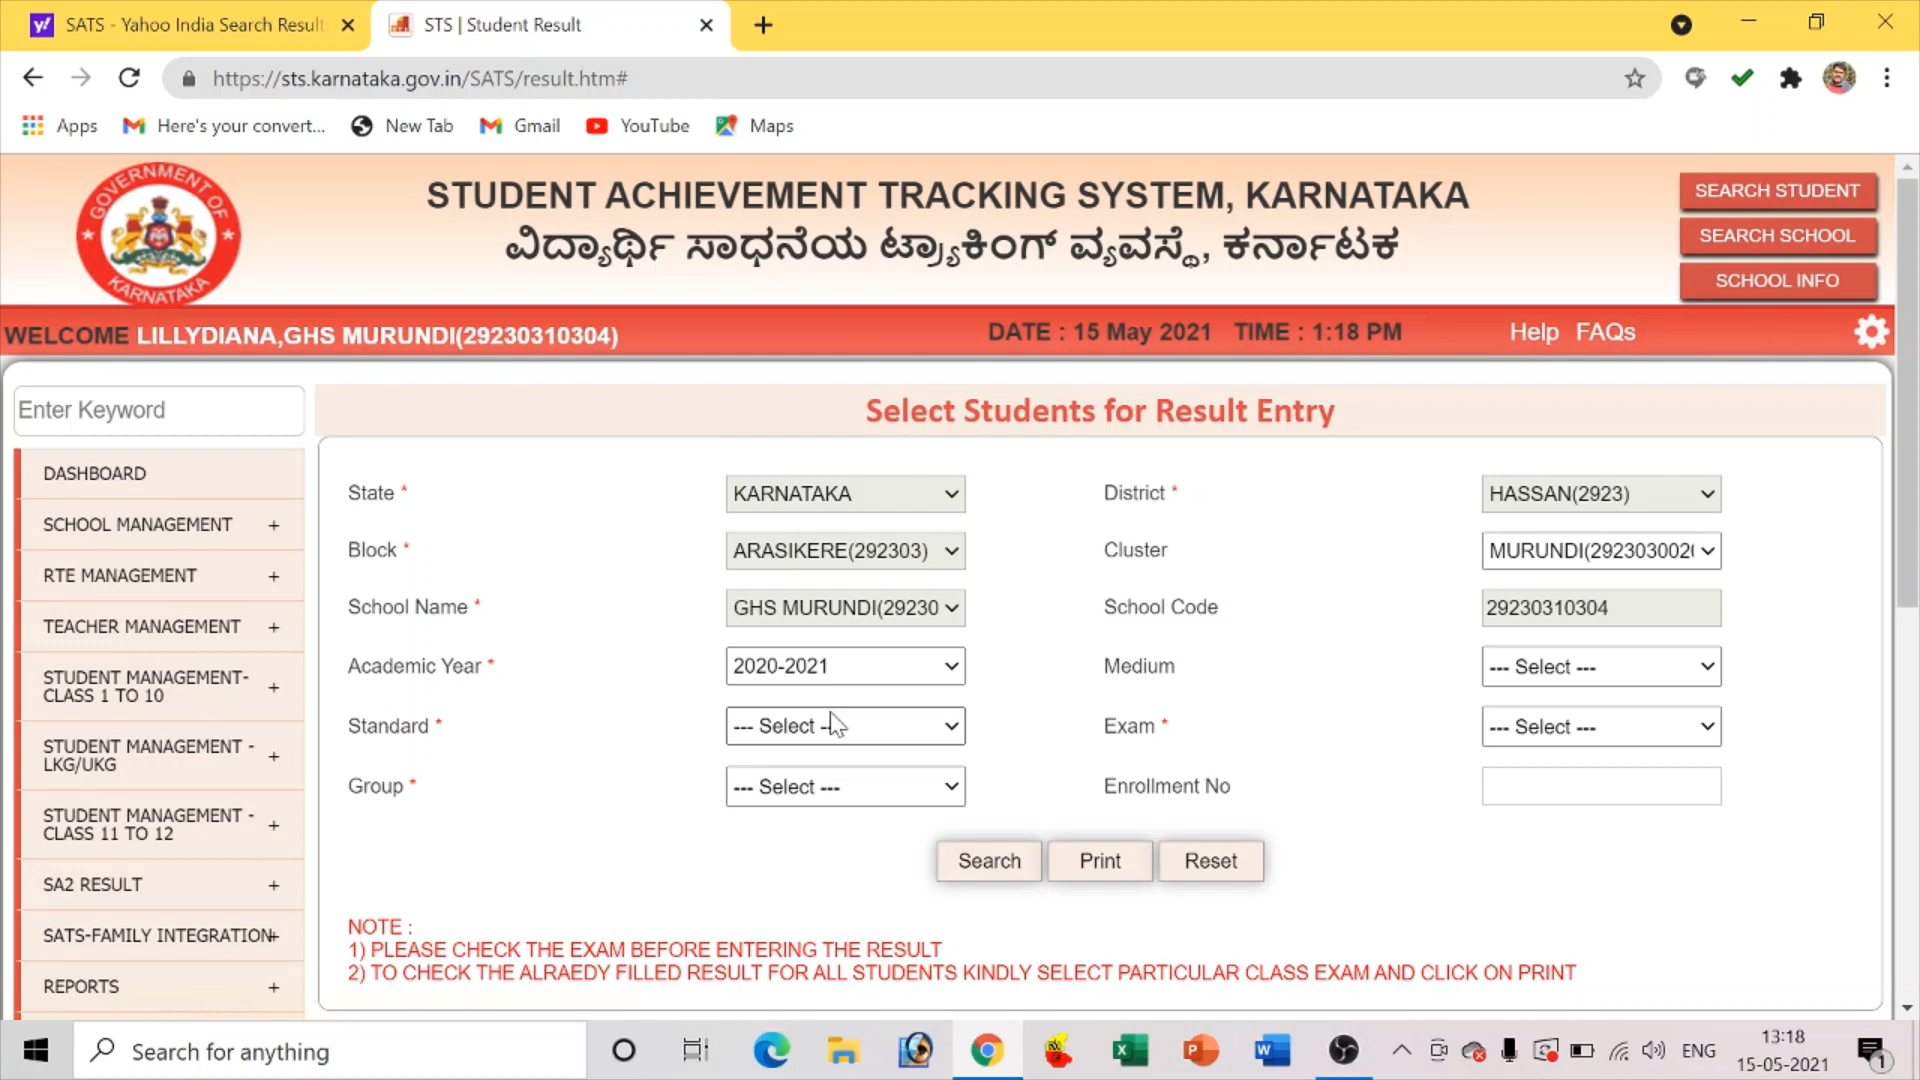 SATS - Yahoo India Search Result
STS | Student Result
https://sts.karnataka.gov.in/SATS/result.htm#
Apps
Here's your convert...
New Tab
Gmail
YouTube
Maps
GOVERNMENT OF
KARNATAKA
STUDENT ACHIEVEMENT TRACKING SYSTEM, KARNATAKA
ವಿದ್ಯಾರ್ಥಿ ಸಾಧನೆಯ ಟ್ರ್ಯಾಕಿಂಗ್ ವ್ಯವಸ್ಥೆ, ಕರ್ನಾಟಕ
SEARCH STUDENT
SEARCH SCHOOL
SCHOOL INFO
WELCOME LILLYDIANA,GHS MURUNDI(29230310304)
DATE : 15 May 2021 TIME : 1:18 PM
Help FAQs
Enter Keyword
DASHBOARD
SCHOOL MANAGEMENT +
RTE MANAGEMENT +
TEACHER MANAGEMENT +
STUDENT MANAGEMENT-
CLASS 1 TO 10 +
STUDENT MANAGEMENT -
LKG/UKG +
STUDENT MANAGEMENT -
CLASS 11 TO 12 +
SA2 RESULT +
SATS-FAMILY INTEGRATION+
REPORTS +
Select Students for Result Entry
State * KARNATAKA District * HASSAN(2923)
Block * ARASIKERE(292303) Cluster MURUNDI(2923030020
School Name * GHS MURUNDI(29230 School Code 29230310304
Academic Year * 2020-2021 Medium --- Select ---
Standard * --- Select --- Exam * --- Select ---
Group * --- Select --- Enrollment No
Search Print Reset
NOTE :
1) PLEASE CHECK THE EXAM BEFORE ENTERING THE RESULT
2) TO CHECK THE ALRAEDY FILLED RESULT FOR ALL STUDENTS KINDLY SELECT PARTICULAR CLASS EXAM AND CLICK ON PRINT
Search for anything
ENG
13:18
15-05-2021
1